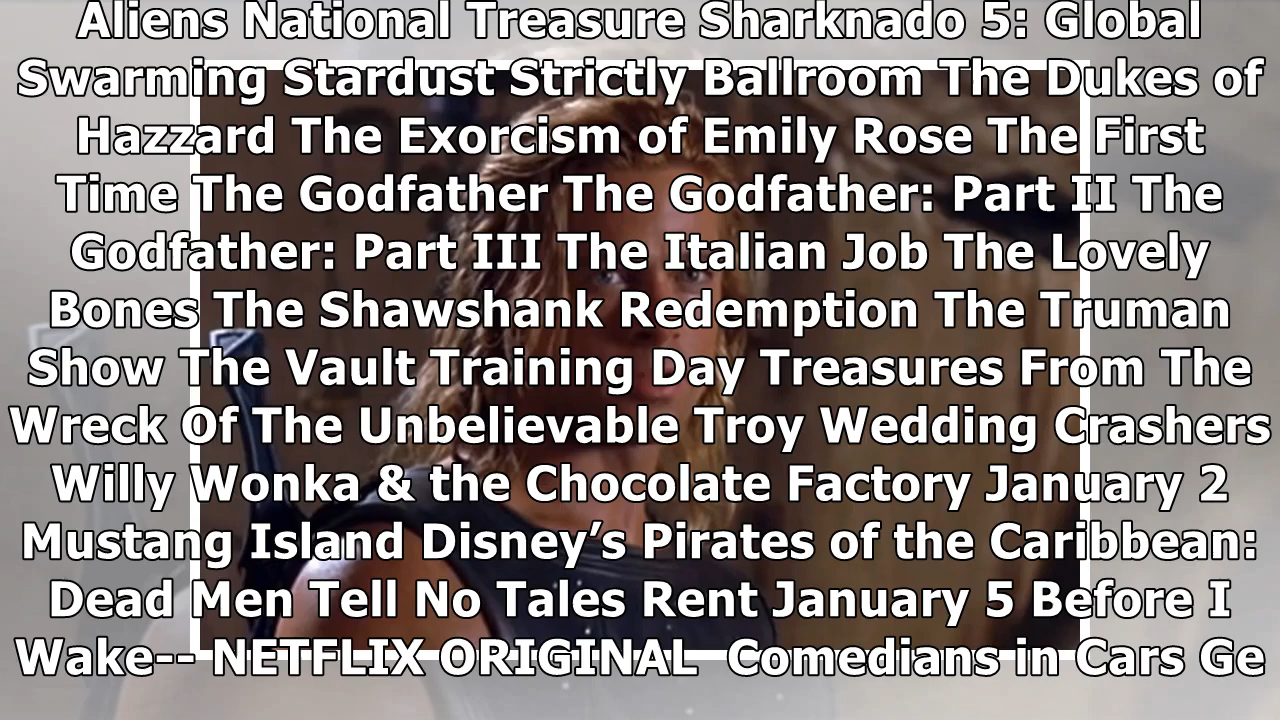 Aliens National Treasure Sharknado 5: Global
Swarming Stardust Strictly Ballroom The Dukes of
Hazzard The Exorcism of Emily Rose The First
Time The Godfather The Godfather: Part II The
Godfather: Part III The Italian Job The Lovely
Bones The Shawshank Redemption The Truman
Show The Vault Training Day Treasures From The
Wreck Of The Unbelievable Troy Wedding Crashers
Willy Wonka & the Chocolate Factory January 2
Mustang Island Disney’s Pirates of the Caribbean:
Dead Men Tell No Tales Rent January 5 Before I
Wake-- NETFLIX ORIGINAL  Comedians in Cars Ge